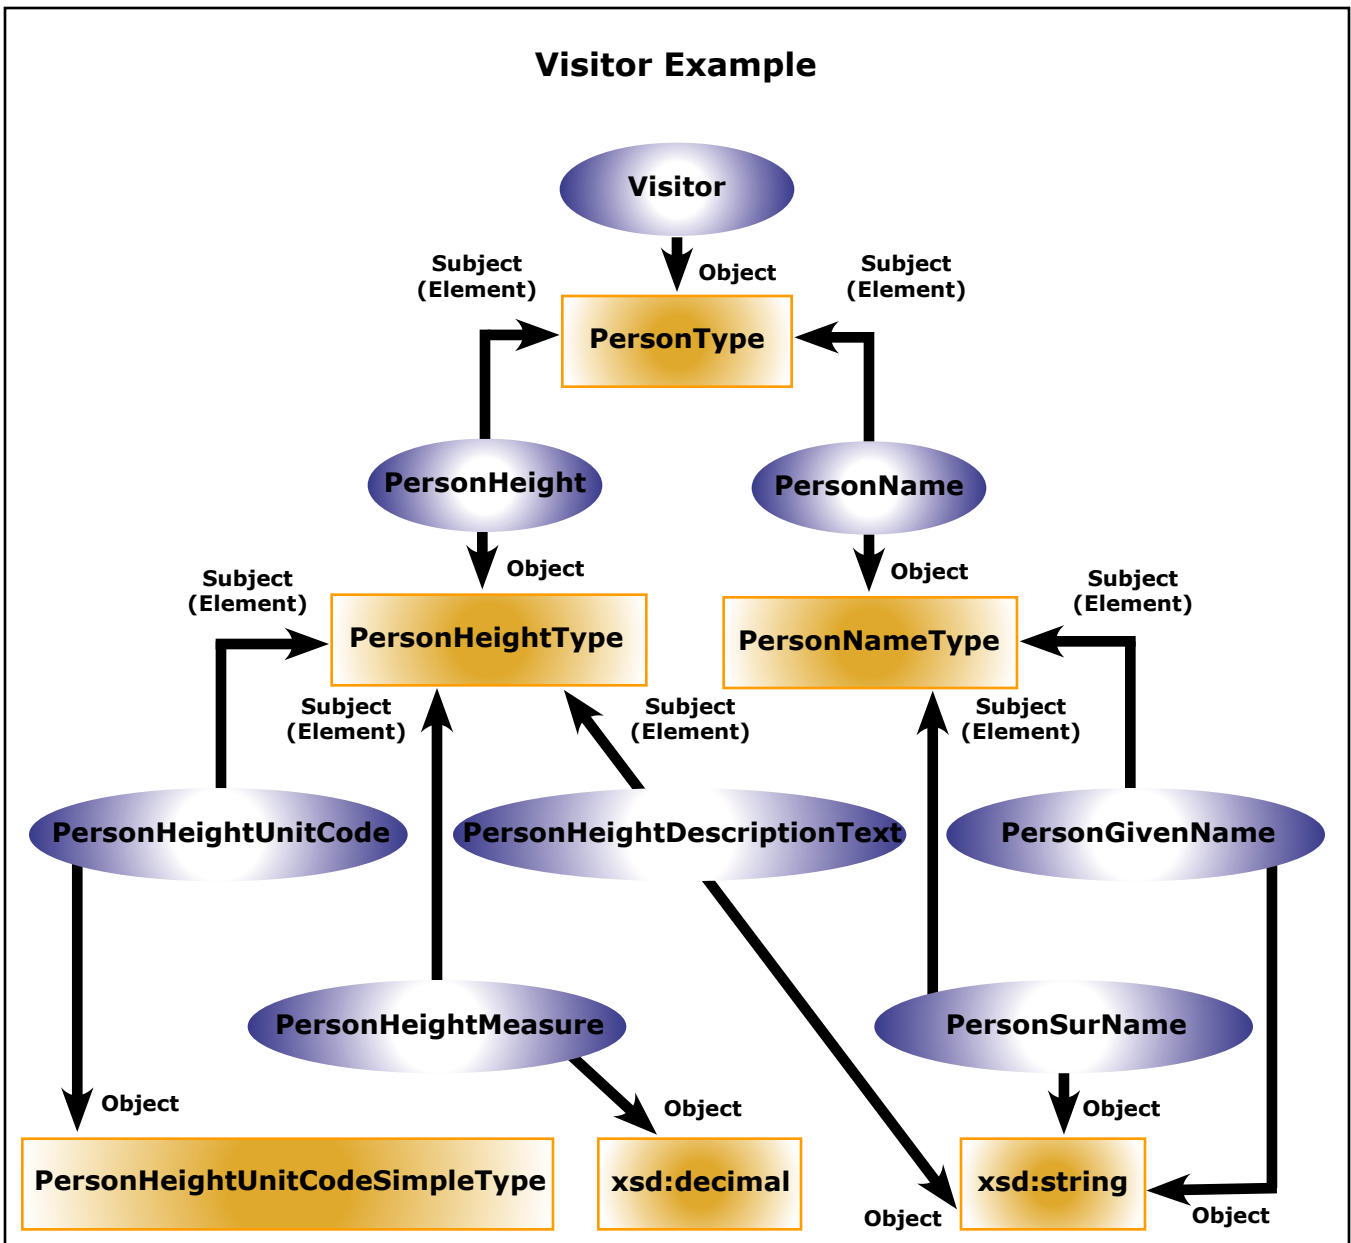 Visitor Example
Visitor
Subject
(Element)
Object
Subject
(Element)
PersonType
PersonHeight
PersonName
Object
Object
Subject
(Element)
Subject
(Element)
PersonHeightType
PersonNameType
Subject
(Element)
Subject
(Element)
Subject
(Element)
PersonHeightUnitCode
PersonHeightDescriptionText
PersonGivenName
PersonHeightMeasure
PersonSurName
Object
Object
Object
PersonHeightUnitCodeSimpleType
xsd:decimal
xsd:string
Object
Object